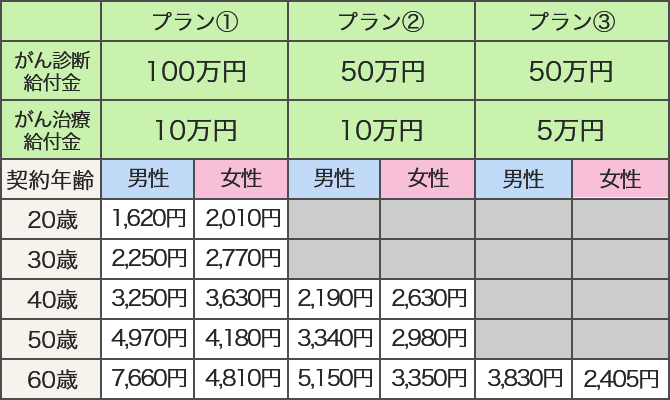 プラン① プラン② プラン③
がん診断
給付金 100万円 50万円 50万円
がん治療
給付金 10万円 10万円 5万円
契約年齢 男性 女性 男性 女性 男性 女性
20歳 1,620円 2,010円
30歳 2,250円 2,770円
40歳 3,250円 3,630円 2,190円 2,630円
50歳 4,970円 4,180円 3,340円 2,980円
60歳 7,660円 4,810円 5,150円 3,350円 3,830円 2,405円